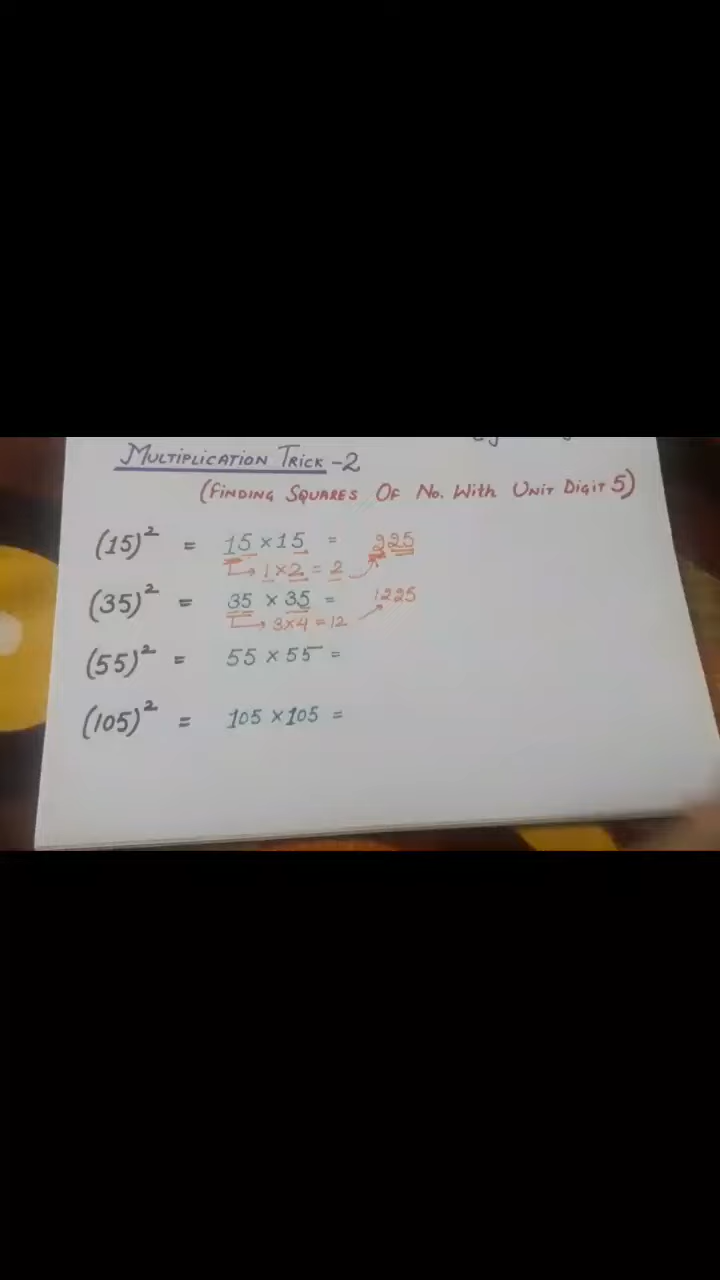 MULTIPLICATION TRICK-2
(FINDING SQUARES OF NO. WITH UNIT DIGIT 5)
(15)² = 15 × 15 = 225
1×2 = 2
(35)² = 35 × 35 = 1225
3×4 = 12
(55)² = 55 × 55 =
(105)² = 105 × 105 =